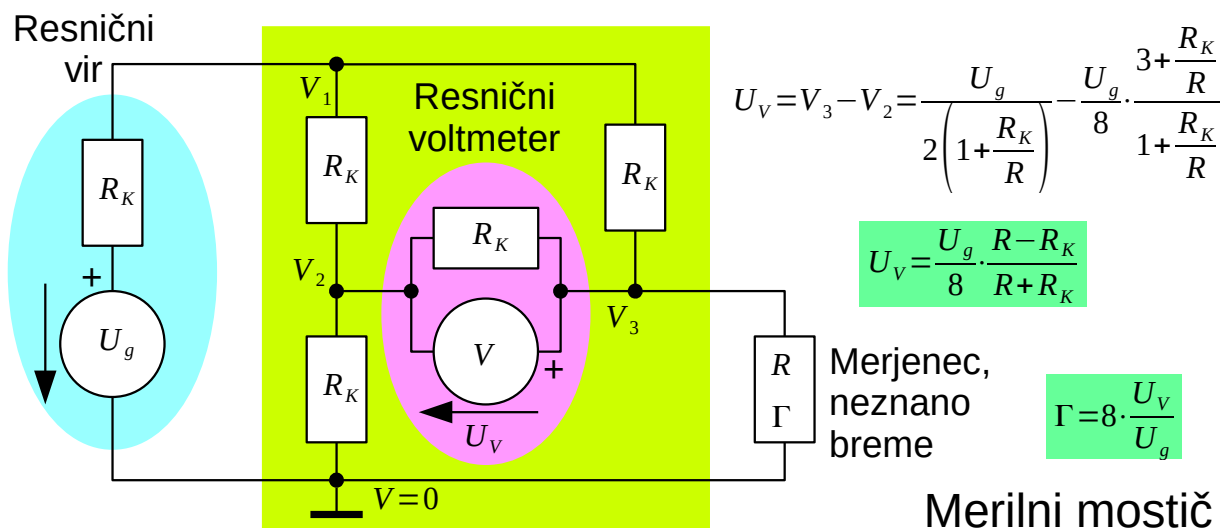 Resnični
vir
R_K
+
U_g
V_1
R_K
V_2
R_K
V=0
Resnični
voltmeter
R_K
V
+
U_V
R_K
V_3
R
Γ
Merjenec,
neznano
breme
U_V=V_3−V_2=U_g/(2(1+R_K/R))−U_g/8·(3+R_K/R)/(1+R_K/R)
U_V=U_g/8·(R−R_K)/(R+R_K)
Γ=8·U_V/U_g
Merilni mostič